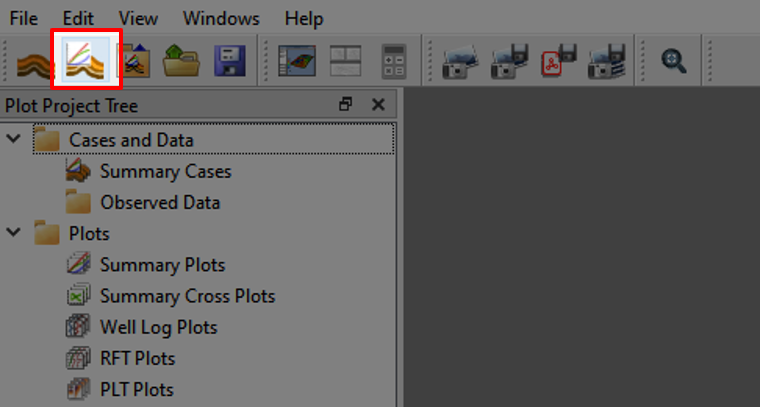 File Edit View Windows Help
Plot Project Tree
Cases and Data
Summary Cases
Observed Data
Plots
Summary Plots
Summary Cross Plots
Well Log Plots
RFT Plots
PLT Plots